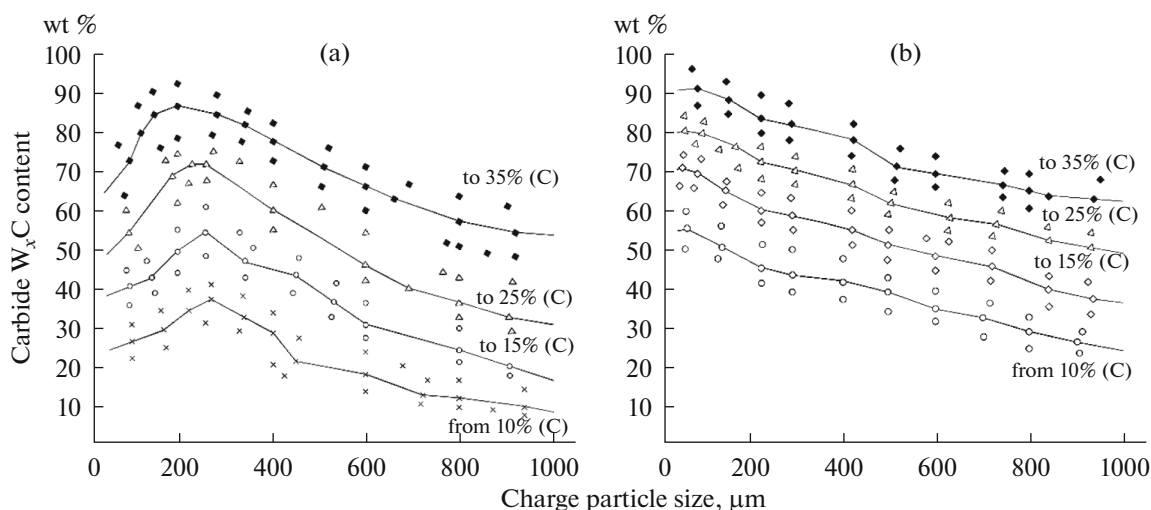 wt %
(a)
100
90
80
70
60
50
40
30
20
10
0
200
400
600
800
1000
to 35% (C)
to 25% (C)
to 15% (C)
from 10% (C)
Carbide WₓC content
wt %
(b)
100
90
80
70
60
50
40
30
20
10
0
200
400
600
800
1000
to 35% (C)
to 25% (C)
to 15% (C)
from 10% (C)
Charge particle size, μm